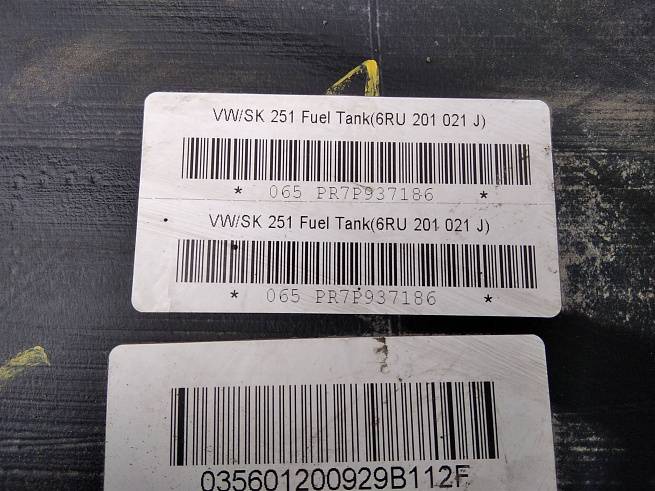 VW/SK 251 Fuel Tank(6RU 201 021 J)
* 065 PR7P937186 *
VW/SK 251 Fuel Tank(6RU 201 021 J)
* 065 PR7P937186 *
035601200929B112F